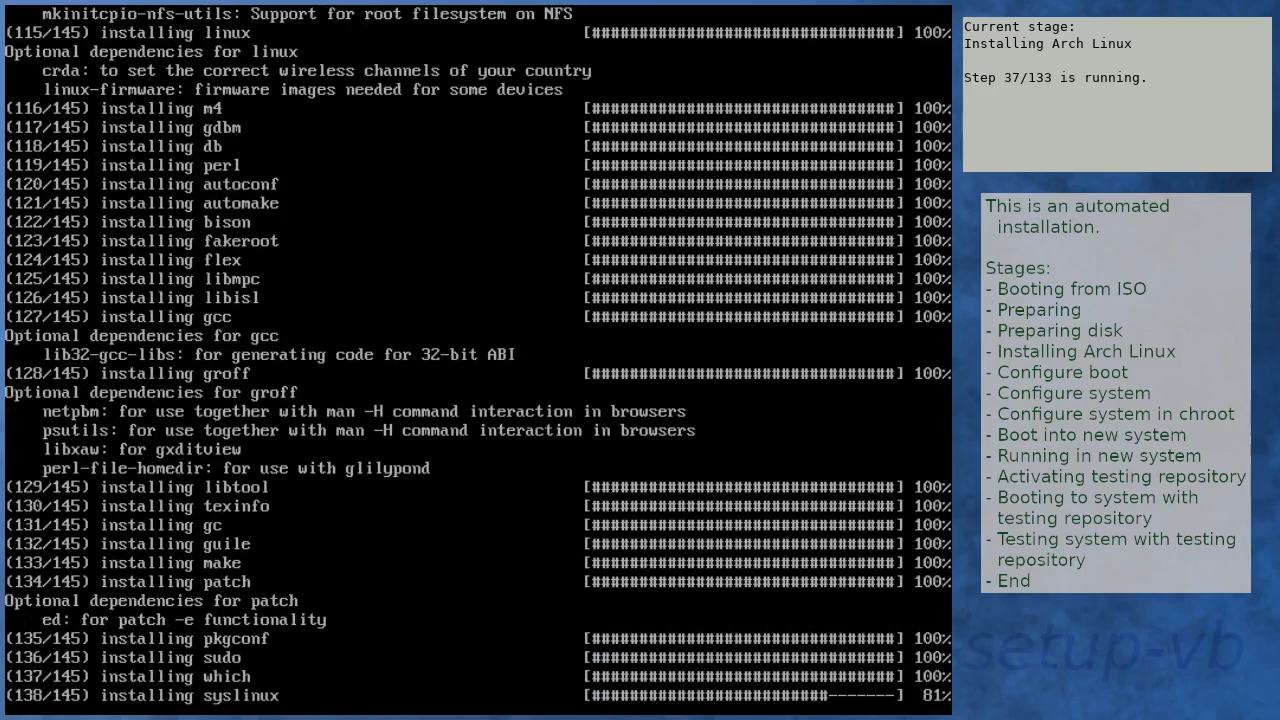 mkinitcpio-nfs-utils: Support for root filesystem on NFS
(115/145) installing linux                                   [################################] 100%
Optional dependencies for linux
    crda: to set the correct wireless channels of your country
    linux-firmware: firmware images needed for some devices
(116/145) installing m4                                      [################################] 100%
(117/145) installing gdbm                                    [################################] 100%
(118/145) installing db                                      [################################] 100%
(119/145) installing perl                                    [################################] 100%
(120/145) installing autoconf                                [################################] 100%
(121/145) installing automake                                [################################] 100%
(122/145) installing bison                                   [################################] 100%
(123/145) installing fakeroot                                [################################] 100%
(124/145) installing flex                                    [################################] 100%
(125/145) installing libmpc                                  [################################] 100%
(126/145) installing libisl                                  [################################] 100%
(127/145) installing gcc                                     [################################] 100%
Optional dependencies for gcc
    lib32-gcc-libs: for generating code for 32-bit ABI
(128/145) installing groff                                   [################################] 100%
Optional dependencies for groff
    netpbm: for use together with man -H command interaction in browsers
    psutils: for use together with man -H command interaction in browsers
    libxaw: for gxditview
    perl-file-homedir: for use with glilypond
(129/145) installing libtool                                 [################################] 100%
(130/145) installing texinfo                                 [################################] 100%
(131/145) installing gc                                      [################################] 100%
(132/145) installing guile                                   [################################] 100%
(133/145) installing make                                    [################################] 100%
(134/145) installing patch                                   [################################] 100%
Optional dependencies for patch
    ed: for patch -e functionality
(135/145) installing pkgconf                                 [################################] 100%
(136/145) installing sudo                                    [################################] 100%
(137/145) installing which                                   [################################] 100%
(138/145) installing syslinux                                [#########################-------]  81%
Current stage:
Installing Arch Linux
Step 37/133 is running.
This is an automated
installation.
Stages:
- Booting from ISO
- Preparing
- Preparing disk
- Installing Arch Linux
- Configure boot
- Configure system
- Configure system in chroot
- Boot into new system
- Running in new system
- Activating testing repository
- Booting to system with
testing repository
- Testing system with testing
repository
- End
setup-vb